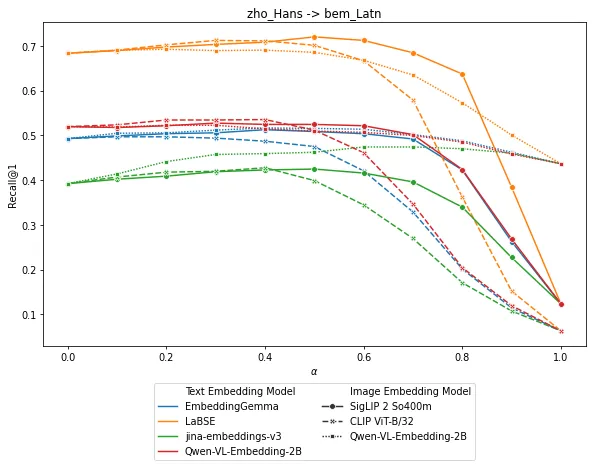 zho_Hans -> bem_Latn
Recall@1
0.7
0.6
0.5
0.4
0.3
0.2
0.1
0.0
0.2
0.4
0.6
0.8
1.0
α
Text Embedding Model
EmbeddingGemma
LaBSE
jina-embeddings-v3
Qwen-VL-Embedding-2B
Image Embedding Model
SigLIP 2 So400m
CLIP ViT-B/32
Qwen-VL-Embedding-2B